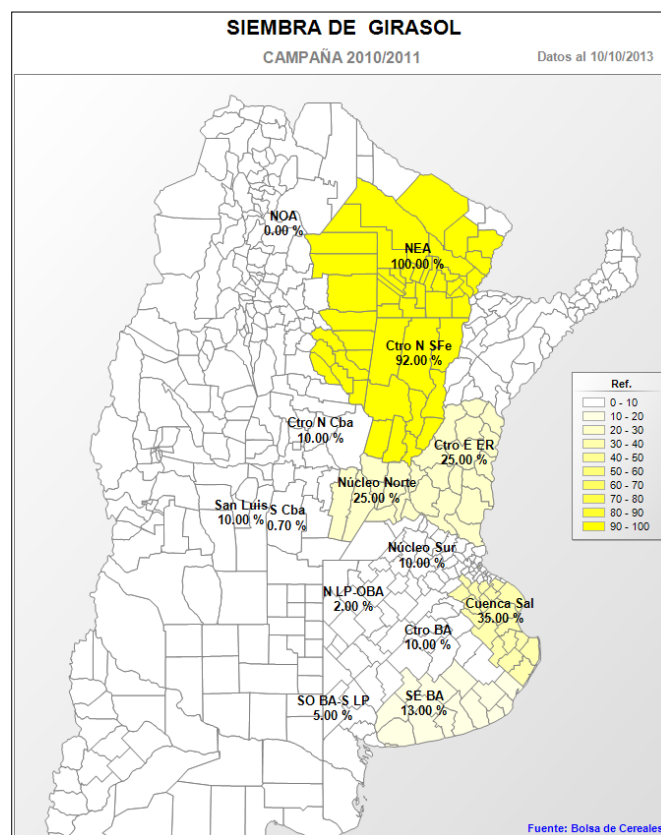 SIEMBRA DE GIRASOL
CAMPAÑA 2010/2011
Datos al 10/10/2013
NOA
0.00 %
NEA
100.00 %
Ctro N SFe
92.00 %
Ref.
0 - 10
10 - 20
20 - 30
30 - 40
40 - 50
50 - 60
60 - 70
70 - 80
80 - 90
90 - 100
Ctro N Cba
10.00 %
Ctro E ER
25.00 %
Núcleo Norte
25.00 %
San Luis
10.00 %
S Cba
0.70 %
Núcleo Sur
10.00 %
N LP-OBA
2.00 %
Cuenca Sal
35.00 %
Ctro BA
10.00 %
SO BA-S LP
5.00 %
SE BA
13.00 %
Fuente: Bolsa de Cereales